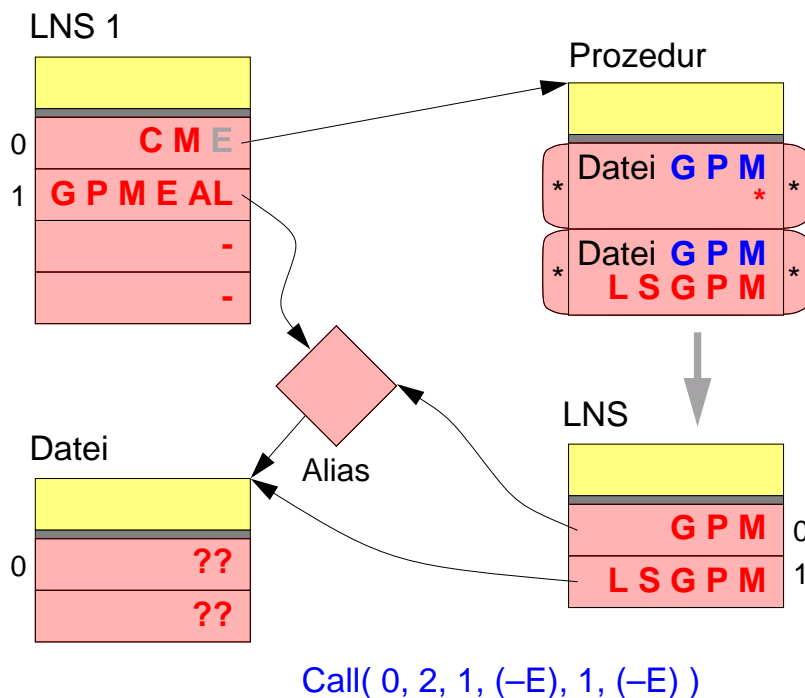 LNS 1
0
C M E
1
G P M E AL
-
-
Prozedur
Datei G P M
*
*
*
Datei G P M
L S G P M
*
*
Alias
Datei
0
??
??
LNS
G P M
0
L S G P M
1
Call( 0, 2, 1, (–E), 1, (–E) )